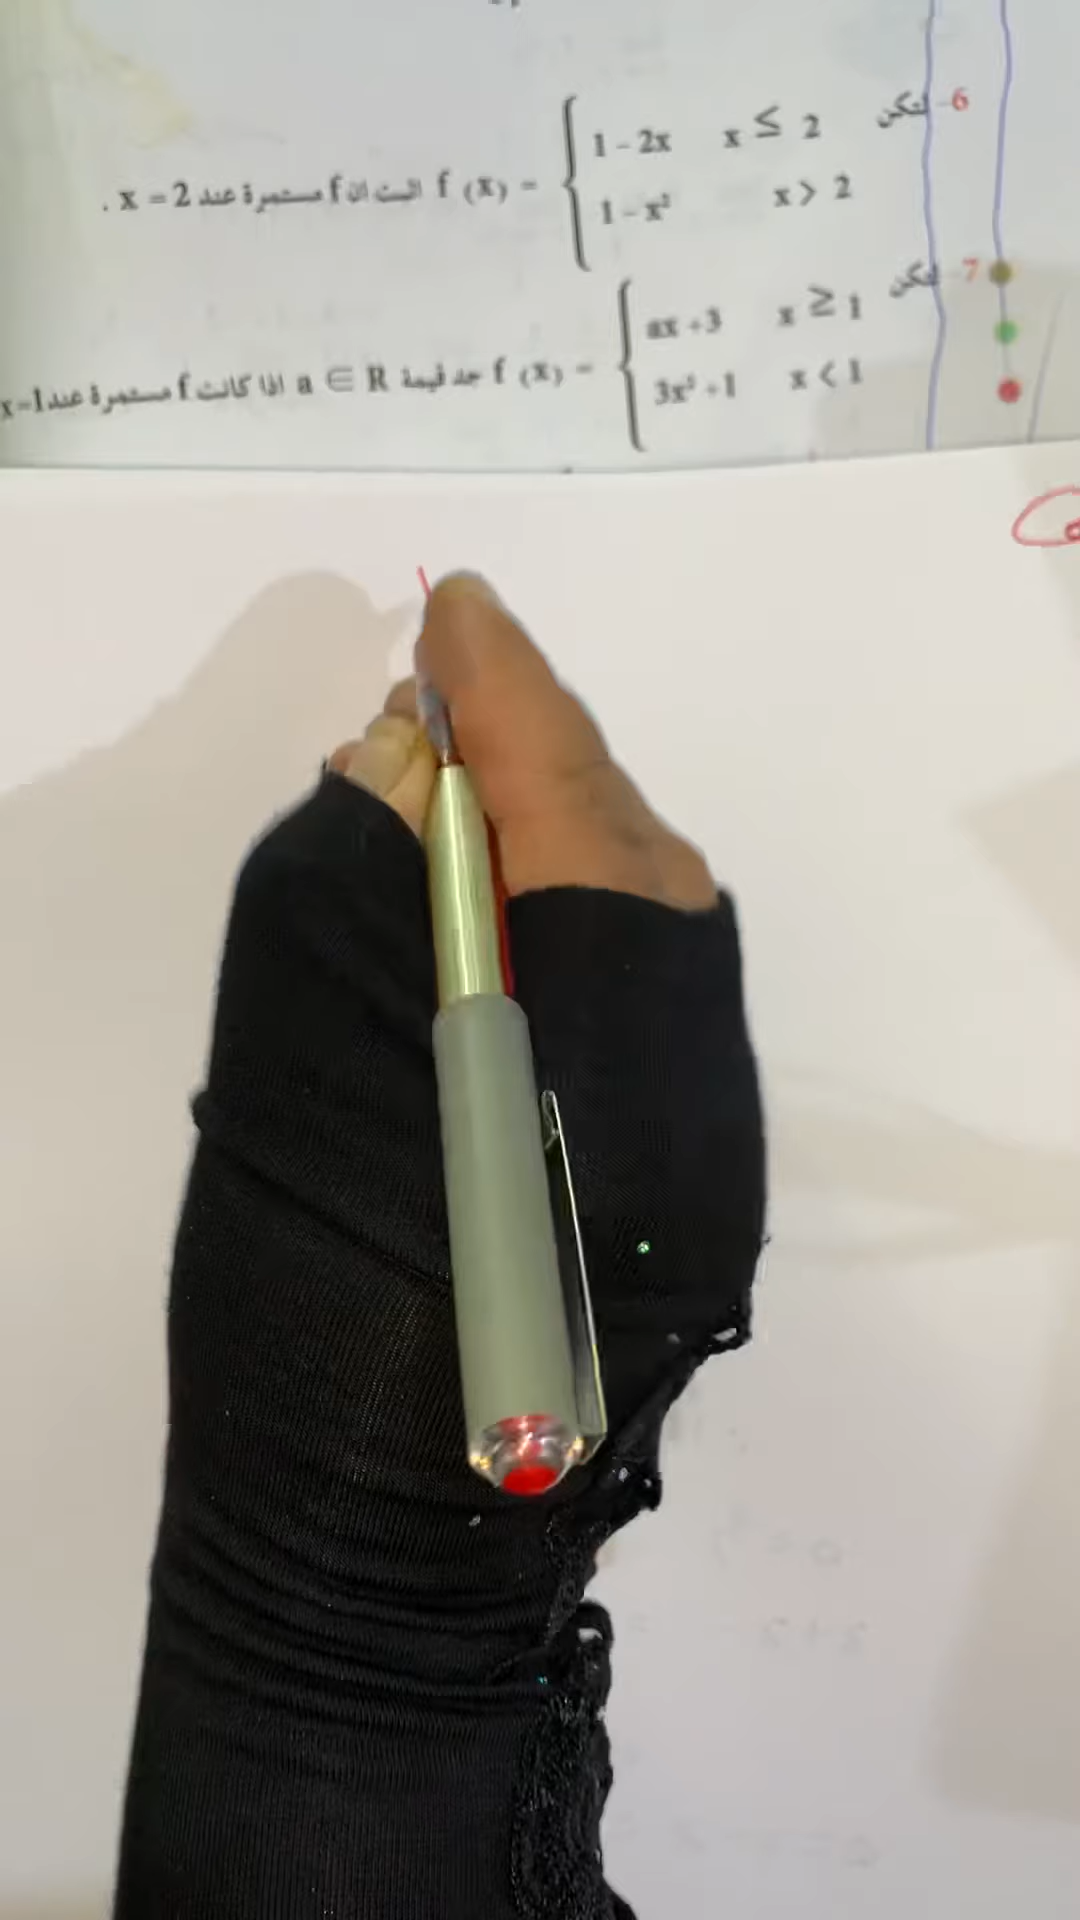 6- لتكن f (x) = { 1 - 2x x ≤ 2
1 - x² x > 2
اثبت ان f مستمرة عند x = 2 .
7- لتكن f (x) = { ax + 3 x ≥ 1
3x² + 1 x < 1
جد قيمة a ∈ R اذا كانت f مستمرة عند x=1